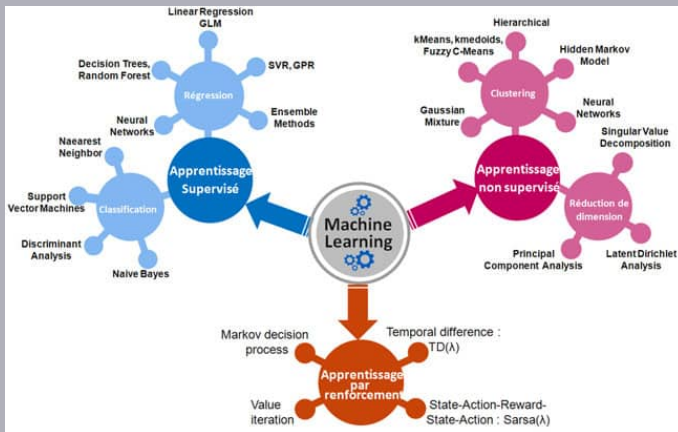 Linear Regression
GLM
Decision Trees,
Random Forest
SVR, GPR
Régression
Neural
Networks
Ensemble
Methods
Naearest
Neighbor
Support
Vector Machines
Classification
Discriminant
Analysis
Naive Bayes
Apprentissage
Supervisé
Machine
Learning
Hierarchical
kMeans, kmedoids,
Fuzzy C-Means
Hidden Markov
Model
Clustering
Gaussian
Mixture
Neural
Networks
Apprentissage
non supervisé
Singular Value
Decomposition
Réduction de
dimension
Principal
Component Analysis
Latent Dirichlet
Analysis
Markov decision
process
Temporal difference :
TD(λ)
Apprentissage
par
renforcement
Value
iteration
State-Action-Reward-
State-Action : Sarsa(λ)